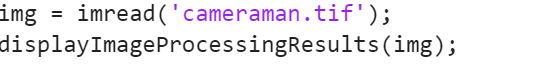 img = imread('cameraman.tif');
displayImageProcessingResults(img);